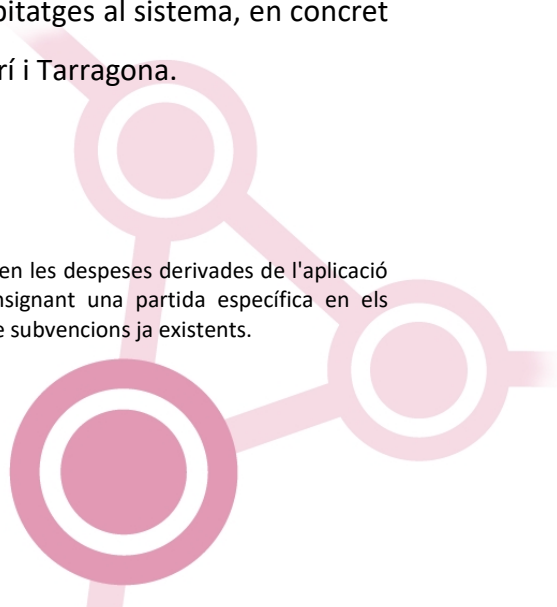 bitatges al sistema, en concret
rí i Tarragona.
en les despeses derivades de l'aplicació
nsignant una partida específica en els
e subvencions ja existents.